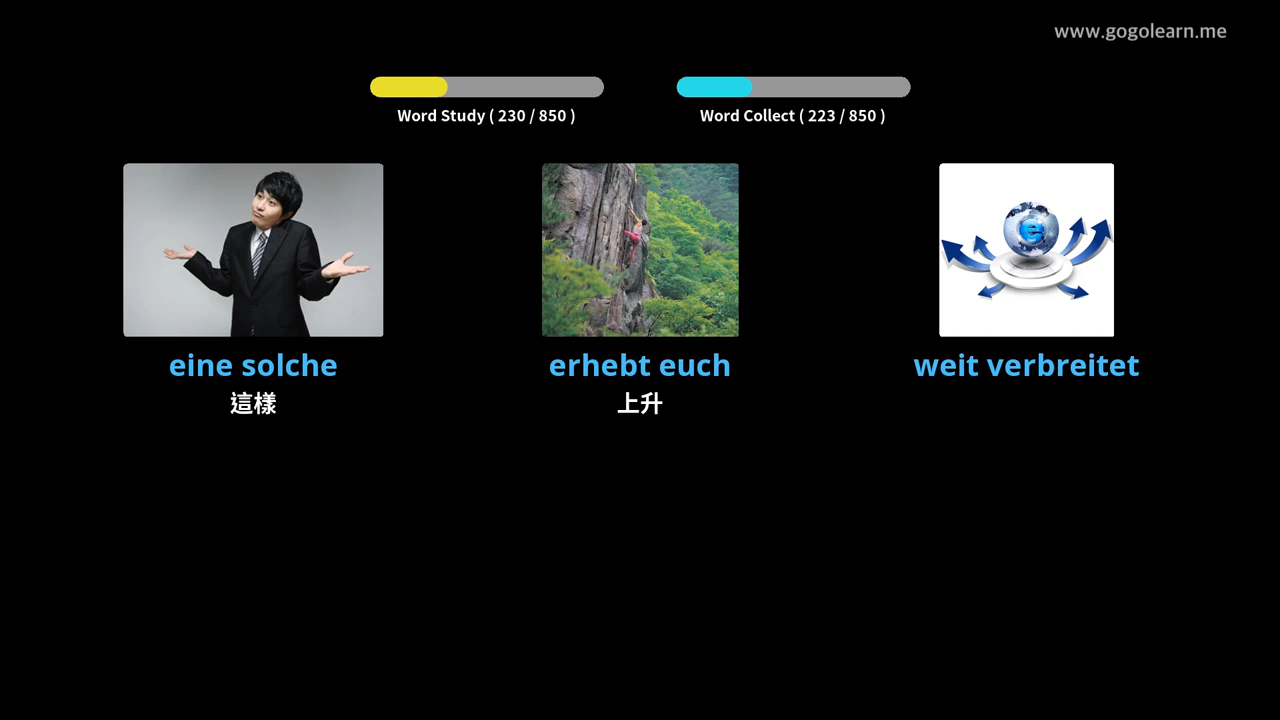 www.gogolearn.me
Word Study ( 230 / 850 )
Word Collect ( 223 / 850 )
eine solche
這樣
erhebt euch
上升
weit verbreitet
e